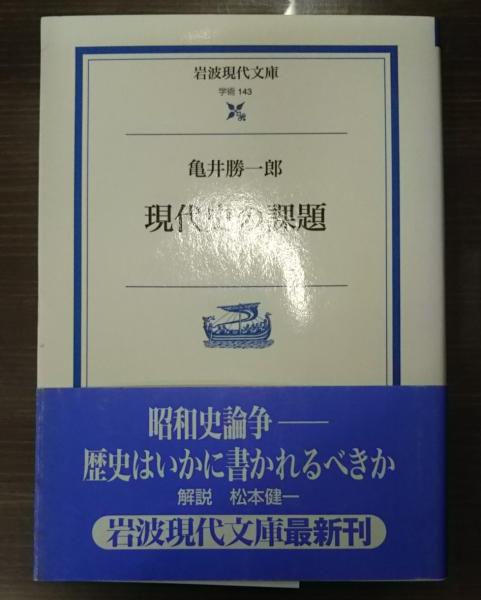 岩波現代文庫
学術 143
亀井勝一郎
現代史の課題
昭和史論争――
歴史はいかに書かれるべきか
解説 松本健一
岩波現代文庫最新刊